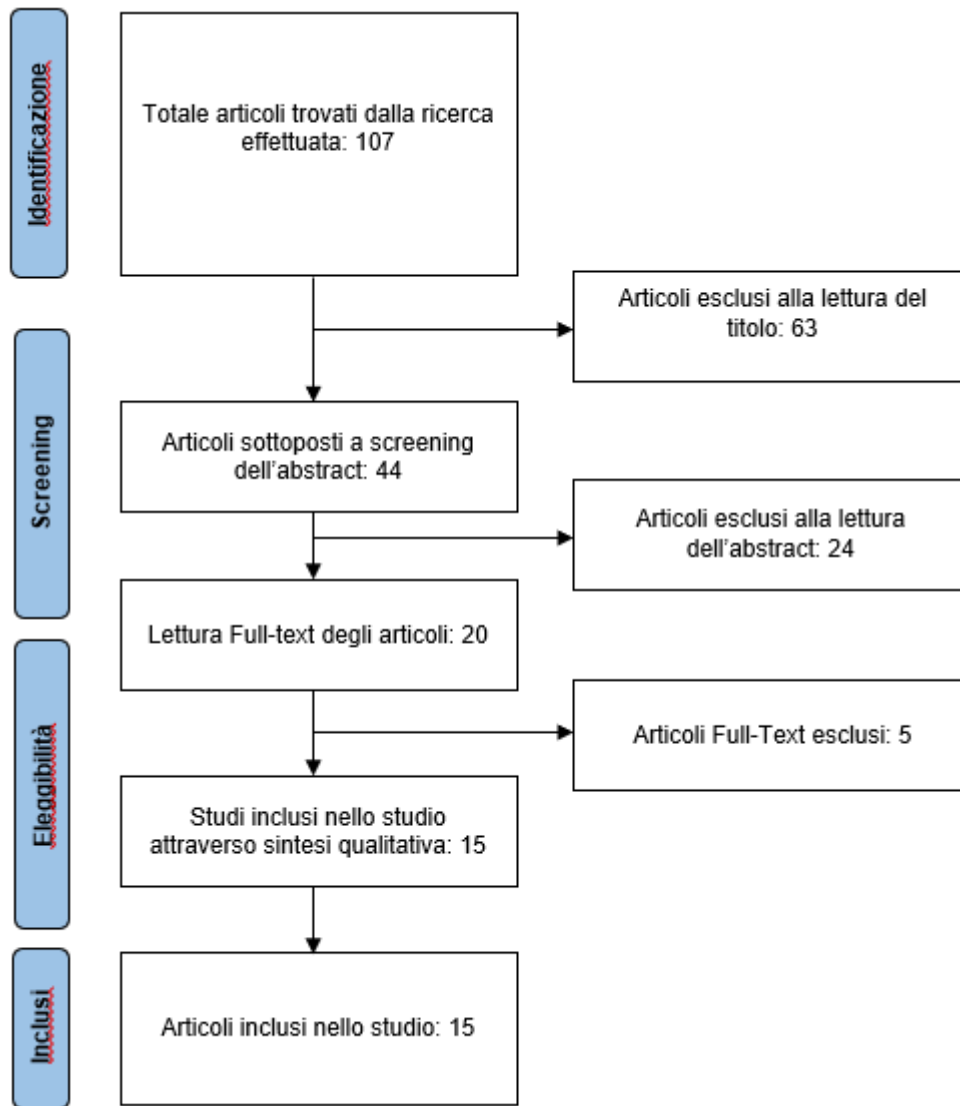 Identificazione
Totale articoli trovati dalla ricerca
effettuata: 107
Articoli esclusi alla lettura del
titolo: 63
Screening
Articoli sottoposti a screening
dell'abstract: 44
Articoli esclusi alla lettura
dell'abstract: 24
Lettura Full-text degli articoli: 20
Eleggibilità
Articoli Full-Text esclusi: 5
Studi inclusi nello studio
attraverso sintesi qualitativa: 15
Inclusi
Articoli inclusi nello studio: 15